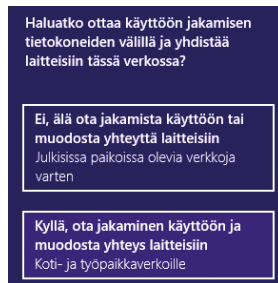 Haluatko ottaa käyttöön jakamisen
tietokoneiden välillä ja yhdistää
laitteisiin tässä verkossa?
Ei, älä ota jakamista käyttöön tai
muodosta yhteyttä laitteisiin
Julkisissa paikoissa olevia verkkoja
varten
Kyllä, ota jakaminen käyttöön ja
muodosta yhteys laitteisiin
Koti- ja työpaikkaverkoille